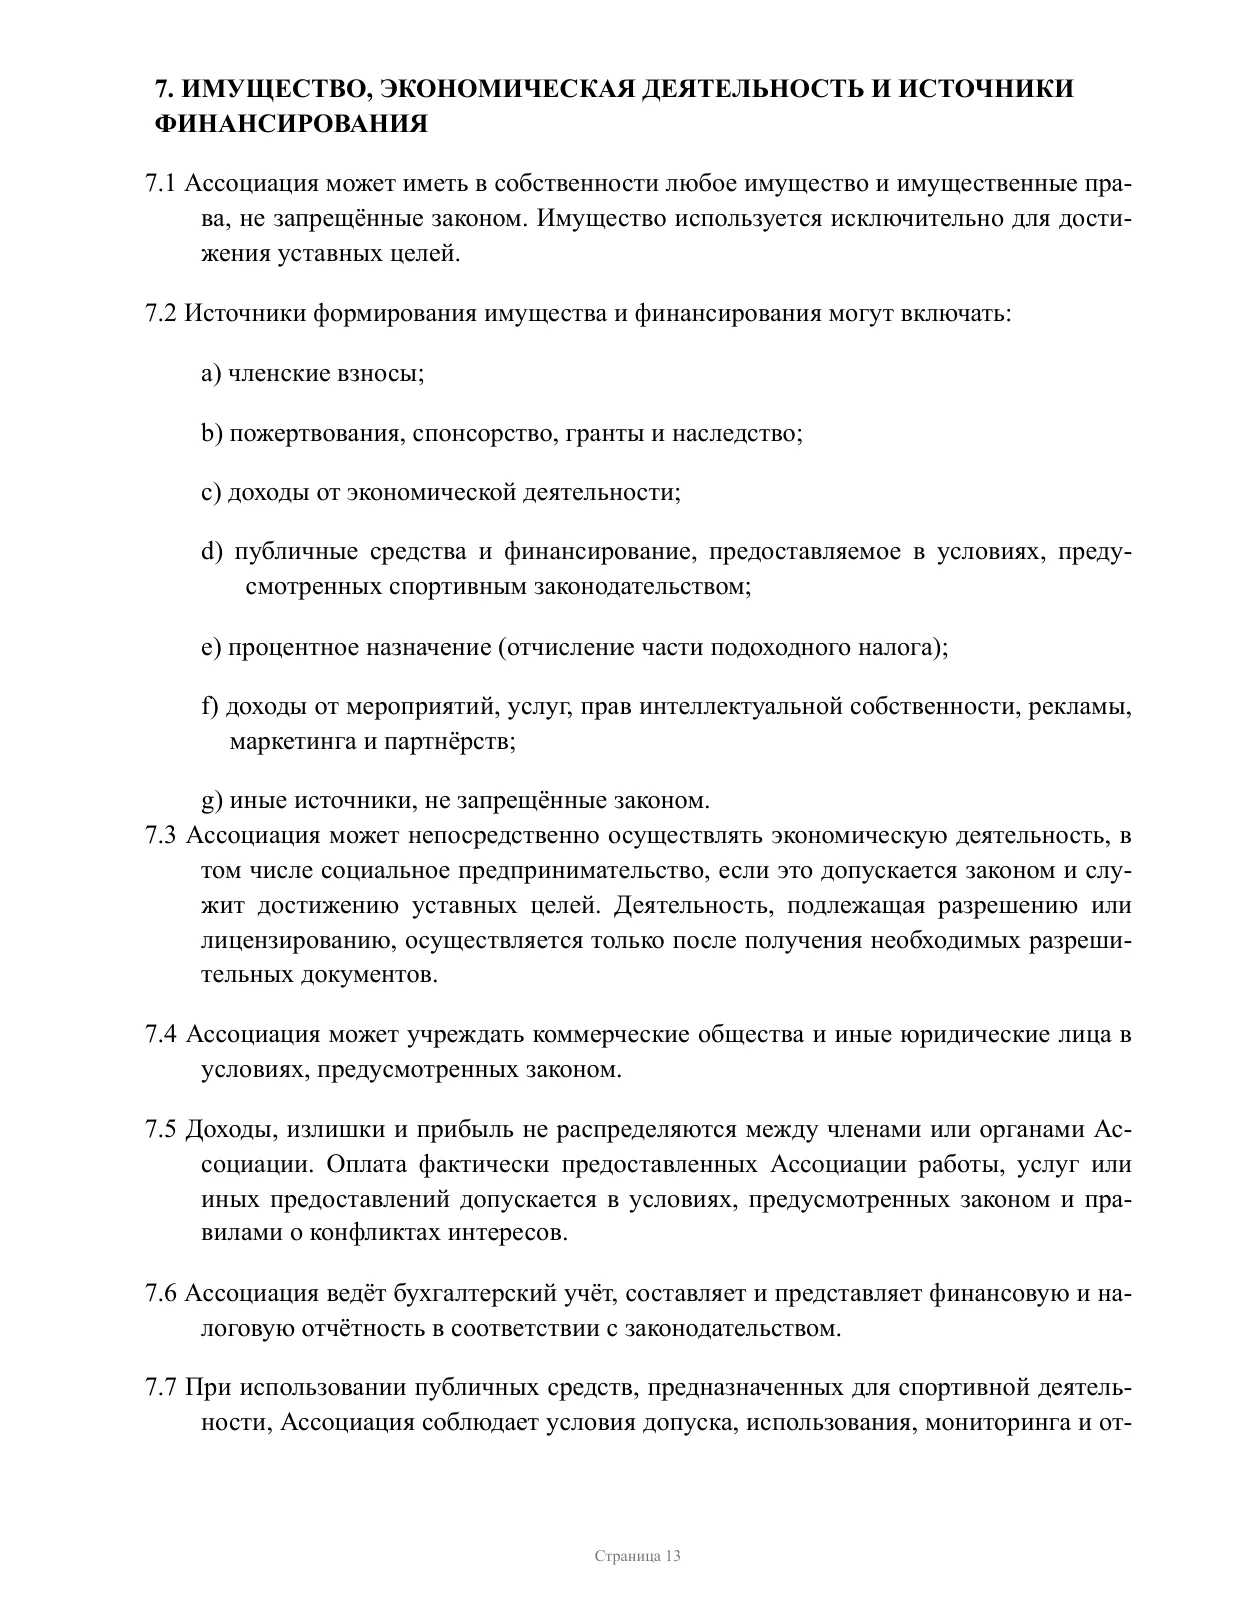 7. ИМУЩЕСТВО, ЭКОНОМИЧЕСКАЯ ДЕЯТЕЛЬНОСТЬ И ИСТОЧНИКИ
ФИНАНСИРОВАНИЯ
7.1 Ассоциация может иметь в собственности любое имущество и имущественные пра-
ва, не запрещённые законом. Имущество используется исключительно для дости-
жения уставных целей.
7.2 Источники формирования имущества и финансирования могут включать:
a) членские взносы;
b) пожертвования, спонсорство, гранты и наследство;
c) доходы от экономической деятельности;
d) публичные средства и финансирование, предоставляемое в условиях, преду-
смотренных спортивным законодательством;
e) процентное назначение (отчисление части подоходного налога);
f) доходы от мероприятий, услуг, прав интеллектуальной собственности, рекламы,
маркетинга и партнёрств;
g) иные источники, не запрещённые законом.
7.3 Ассоциация может непосредственно осуществлять экономическую деятельность, в
том числе социальное предпринимательство, если это допускается законом и слу-
жит достижению уставных целей. Деятельность, подлежащая разрешению или
лицензированию, осуществляется только после получения необходимых разреши-
тельных документов.
7.4 Ассоциация может учреждать коммерческие общества и иные юридические лица в
условиях, предусмотренных законом.
7.5 Доходы, излишки и прибыль не распределяются между членами или органами Ас-
социации. Оплата фактически предоставленных Ассоциации работы, услуг или
иных предоставлений допускается в условиях, предусмотренных законом и пра-
вилами о конфликтах интересов.
7.6 Ассоциация ведёт бухгалтерский учёт, составляет и представляет финансовую и на-
логовую отчётность в соответствии с законодательством.
7.7 При использовании публичных средств, предназначенных для спортивной деятель-
ности, Ассоциация соблюдает условия допуска, использования, мониторинга и от-
Страница 13